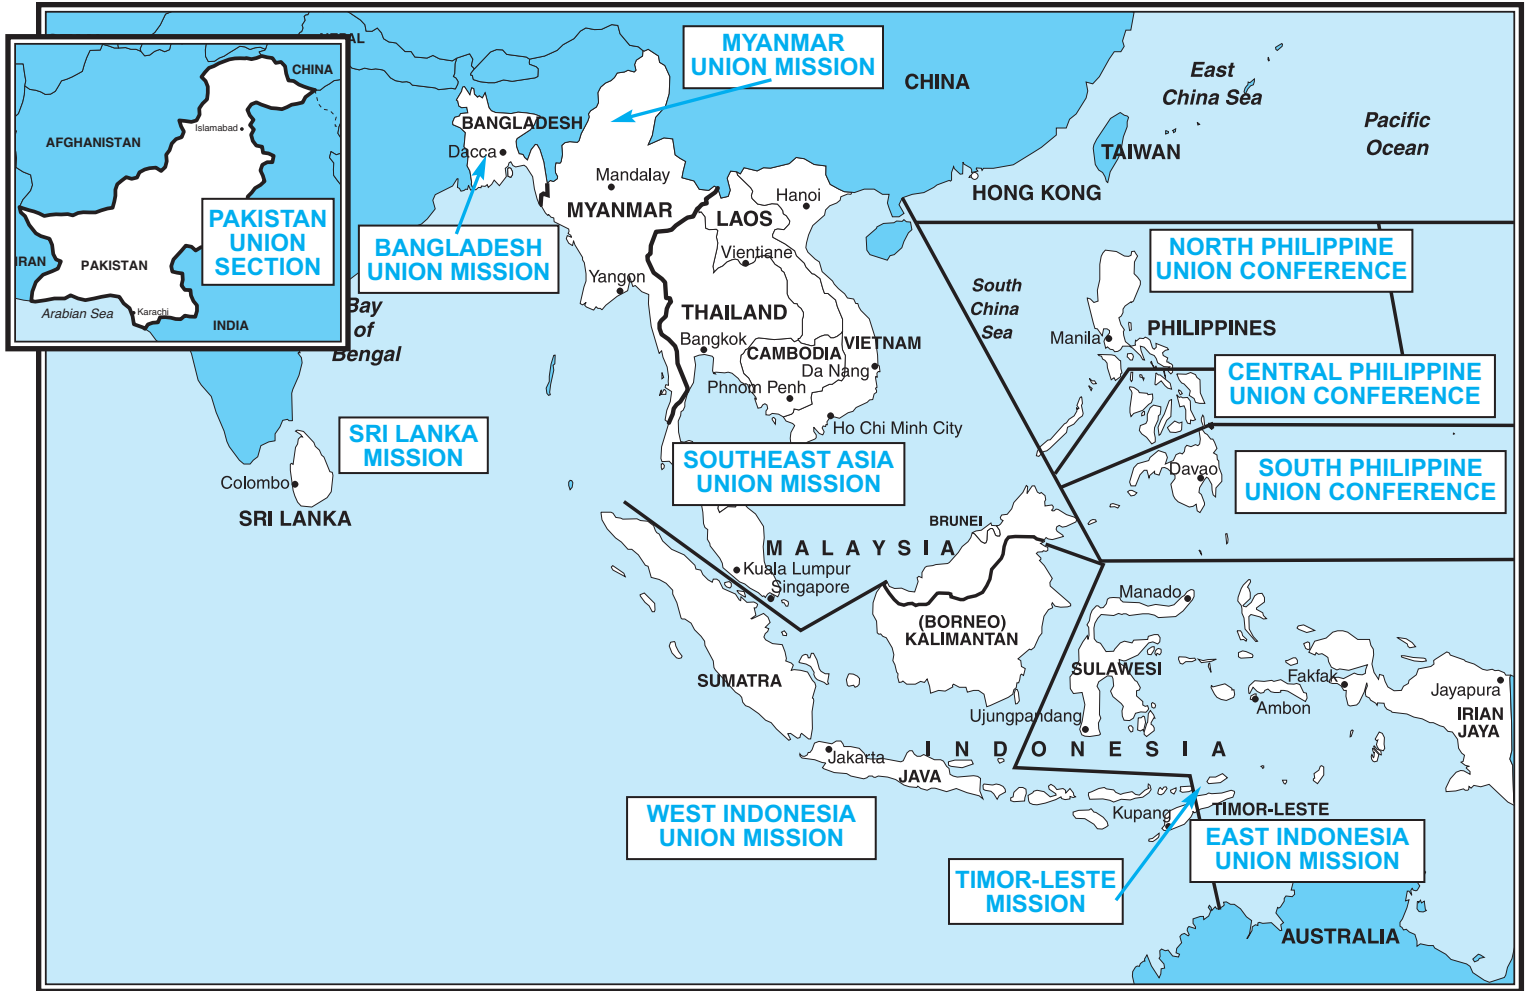 NEPAL
CHINA
Islamabad
AFGHANISTAN
PAKISTAN
UNION
SECTION
IRAN
PAKISTAN
Arabian Sea
Karachi
INDIA
MYANMAR
UNION MISSION
CHINA
East
China Sea
Pacific
Ocean
BANGLADESH
Dacca
TAIWAN
Mandalay
MYANMAR
HONG KONG
Hanoi
LAOS
BANGLADESH
UNION MISSION
Vientiane
NORTH PHILIPPINE
UNION CONFERENCE
Yangon
South
China
Sea
Bay
of
Bengal
THAILAND
Bangkok
CAMBODIA
VIETNAM
Da Nang
Phnom Penh
Manila
PHILIPPINES
CENTRAL PHILIPPINE
UNION CONFERENCE
Ho Chi Minh City
SRI LANKA
MISSION
SOUTHEAST ASIA
UNION MISSION
Davao
SOUTH PHILIPPINE
UNION CONFERENCE
Colombo
SRI LANKA
BRUNEI
MALAYSIA
Kuala Lumpur
Singapore
Manado
(BORNEO)
KALIMANTAN
SUMATRA
SULAWESI
Fakfak
Jayapura
Ambon
IRIAN
JAYA
Ujungpandang
INDONESIA
Jakarta
JAVA
WEST INDONESIA
UNION MISSION
Kupang
TIMOR-LESTE
EAST INDONESIA
UNION MISSION
TIMOR-LESTE
MISSION
AUSTRALIA